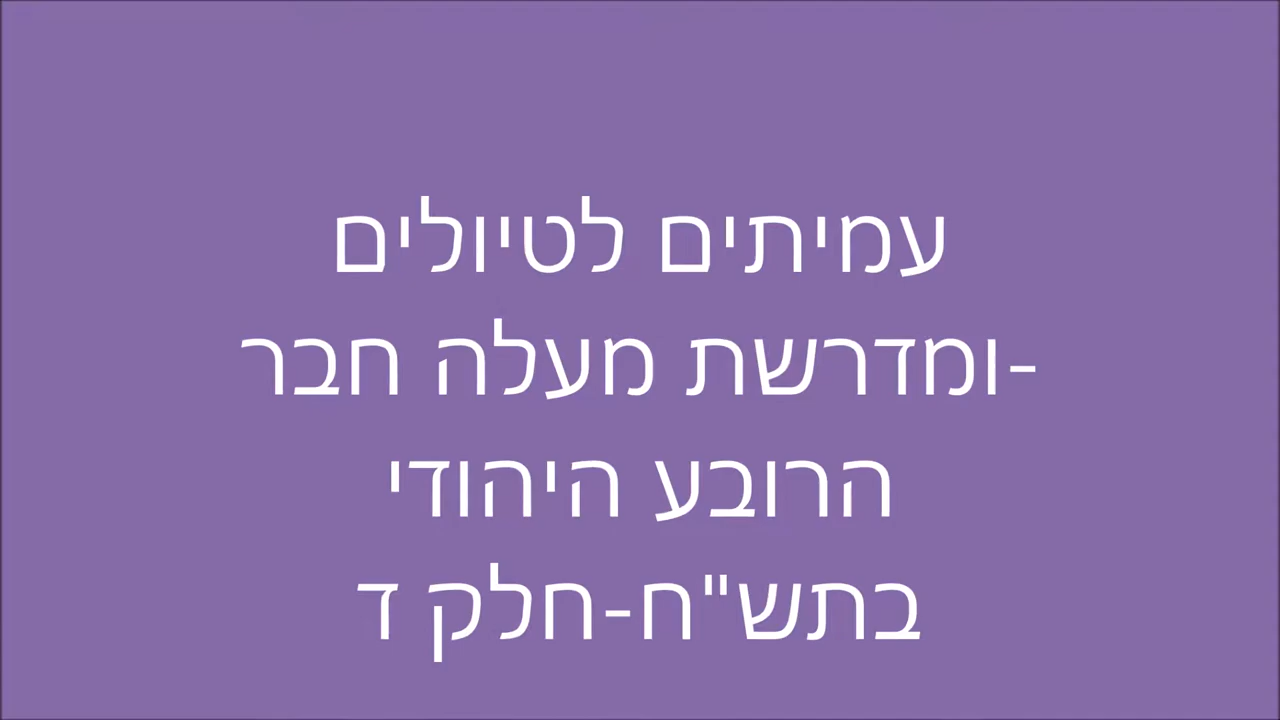 עמיתים לטיולים
-ומדרשת מעלה חבר
הרובע היהודי
בתש"ח-חלק ד